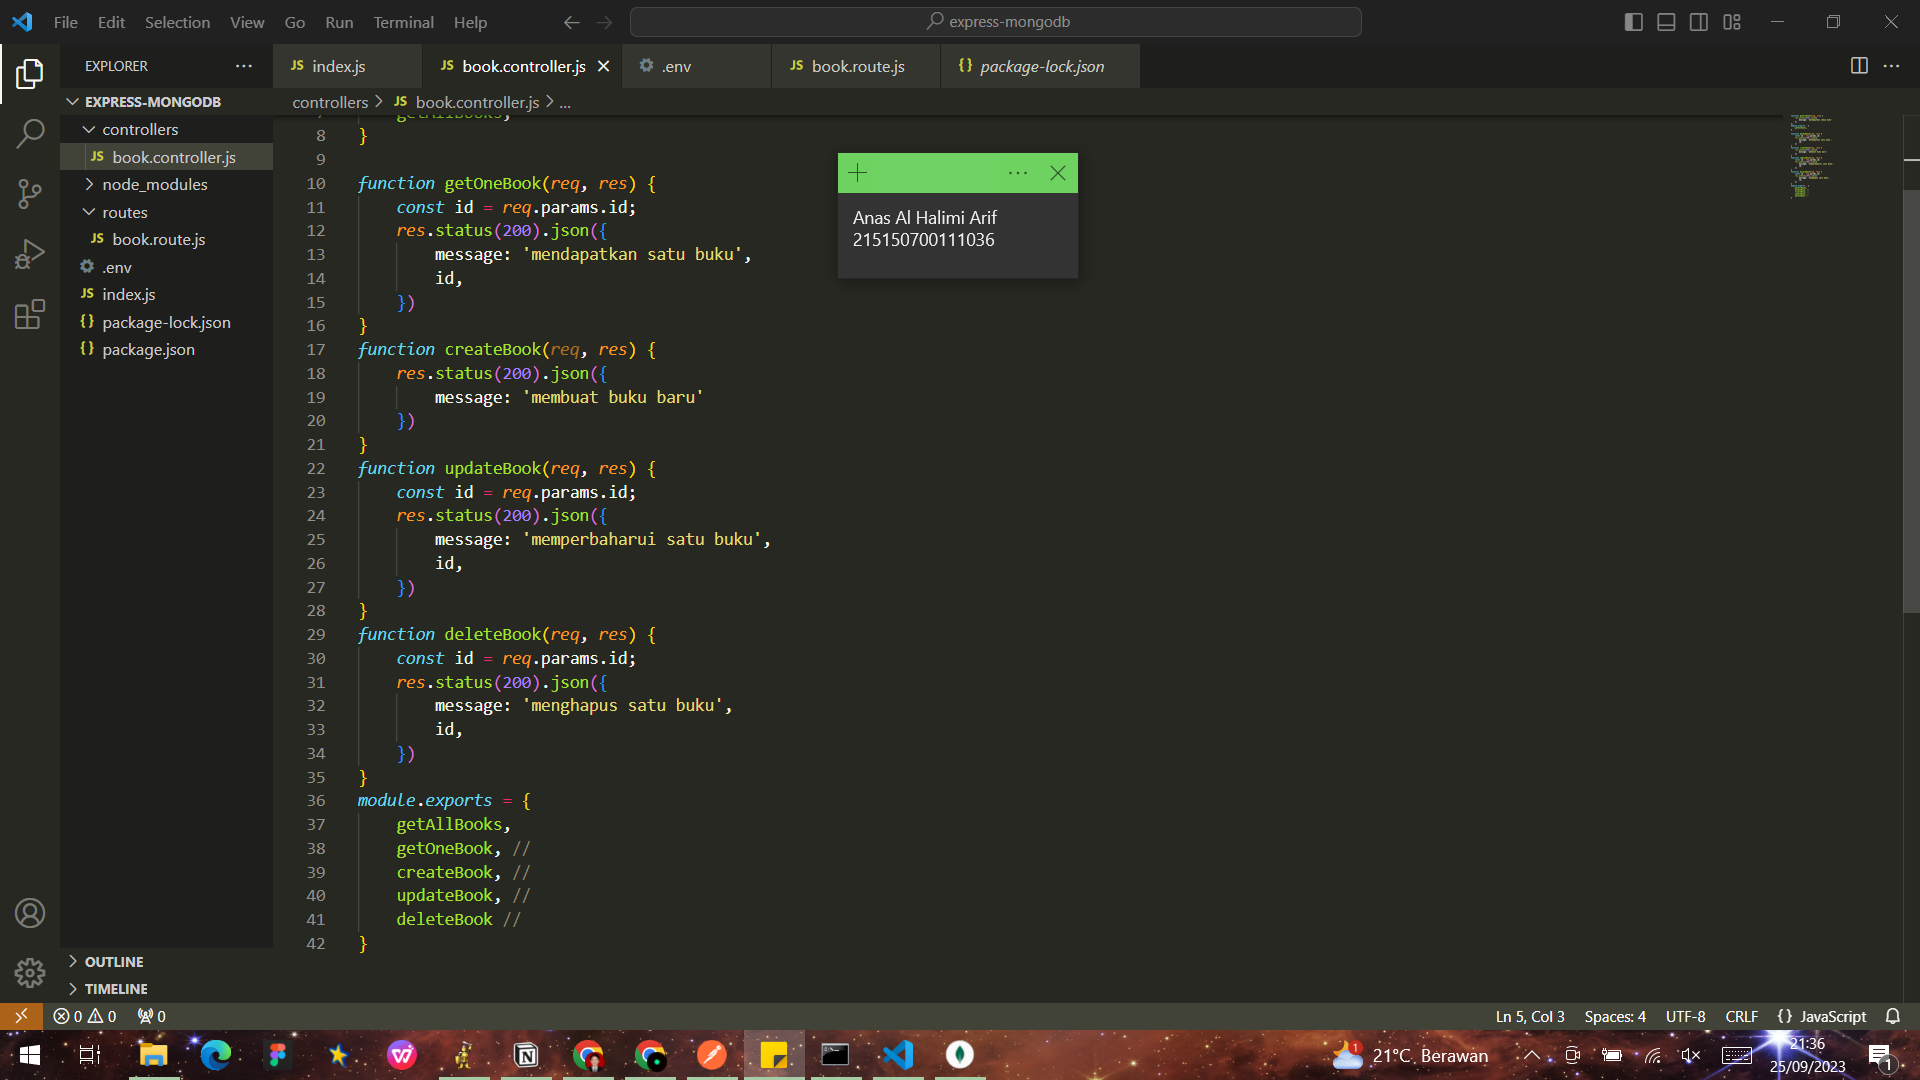 File Edit Selection View Go Run Terminal Help express-mongodb
EXPLORER
index.js book.controller.js .env book.route.js package-lock.json
EXPRESS-MONGODB
controllers
book.controller.js
node_modules
routes
book.route.js
.env
index.js
package-lock.json
package.json
OUTLINE
TIMELINE
controllers > JS book.controller.js > ...
getAllBooks,
8 }
9
10 function getOneBook(req, res) {
11 const id = req.params.id;
12 res.status(200).json({
13 message: 'mendapatkan satu buku',
14 id,
15 })
16 }
17 function createBook(req, res) {
18 res.status(200).json({
19 message: 'membuat buku baru'
20 })
21 }
22 function updateBook(req, res) {
23 const id = req.params.id;
24 res.status(200).json({
25 message: 'memperbaharui satu buku',
26 id,
27 })
28 }
29 function deleteBook(req, res) {
30 const id = req.params.id;
31 res.status(200).json({
32 message: 'menghapus satu buku',
33 id,
34 })
35 }
36 module.exports = {
37 getAllBooks,
38 getOneBook, //
39 createBook, //
40 updateBook, //
41 deleteBook //
42 }
Anas Al Halimi Arif
215150700111036
0 0 0 Ln 5, Col 3 Spaces: 4 UTF-8 CRLF {} JavaScript
21°C Berawan
21:36
25/09/2023